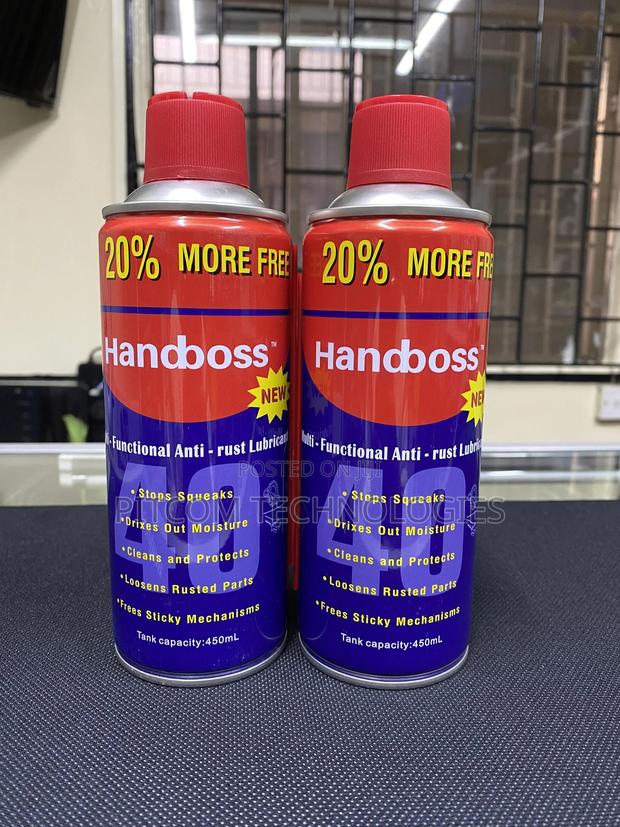 20% MORE FREE
Handboss™
NEW
Multi - Functional Anti - rust Lubricant
40
•Stops Squeaks
•Drixes Out Moisture
•Cleans and Protects
•Loosens Rusted Parts
•Frees Sticky Mechanisms
Tank capacity:450mL
20% MORE FRE
Handboss™
NEW
Multi - Functional Anti - rust Lubric
40
•Stops Squeaks
•Drixes Out Moisture
•Cleans and Protects
•Loosens Rusted Parts
•Frees Sticky Mechanisms
Tank capacity:450mL
POSTED ON JIJI
PITCOM TECHNOLOGIES